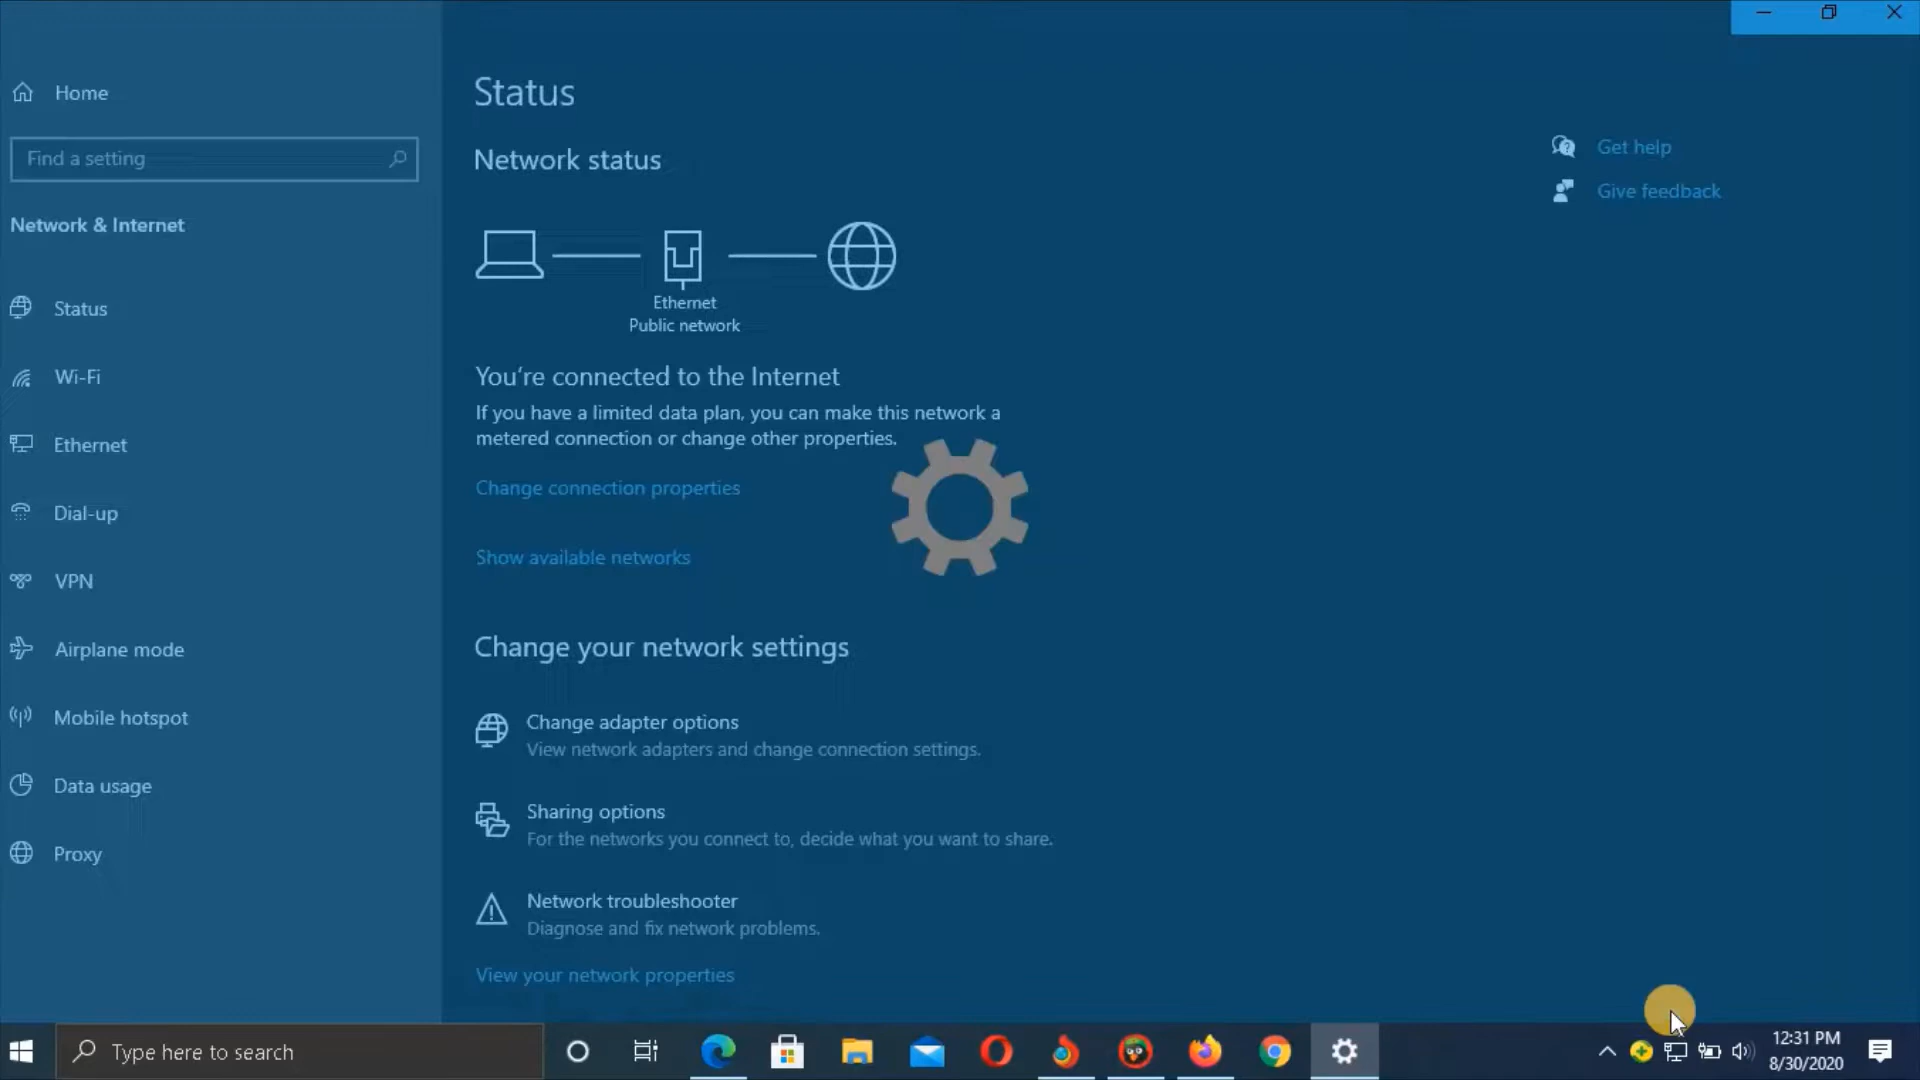 Home
Find a setting
Network & Internet
Status
Wi-Fi
Ethernet
Dial-up
VPN
Airplane mode
Mobile hotspot
Data usage
Proxy
Status
Network status
Ethernet
Public network
You're connected to the Internet
If you have a limited data plan, you can make this network a
metered connection or change other properties.
Change connection properties
Show available networks
Change your network settings
Change adapter options
View network adapters and change connection settings.
Sharing options
For the networks you connect to, decide what you want to share.
Network troubleshooter
Diagnose and fix network problems.
View your network properties
Get help
Give feedback
Type here to search
12:31 PM
8/30/2020